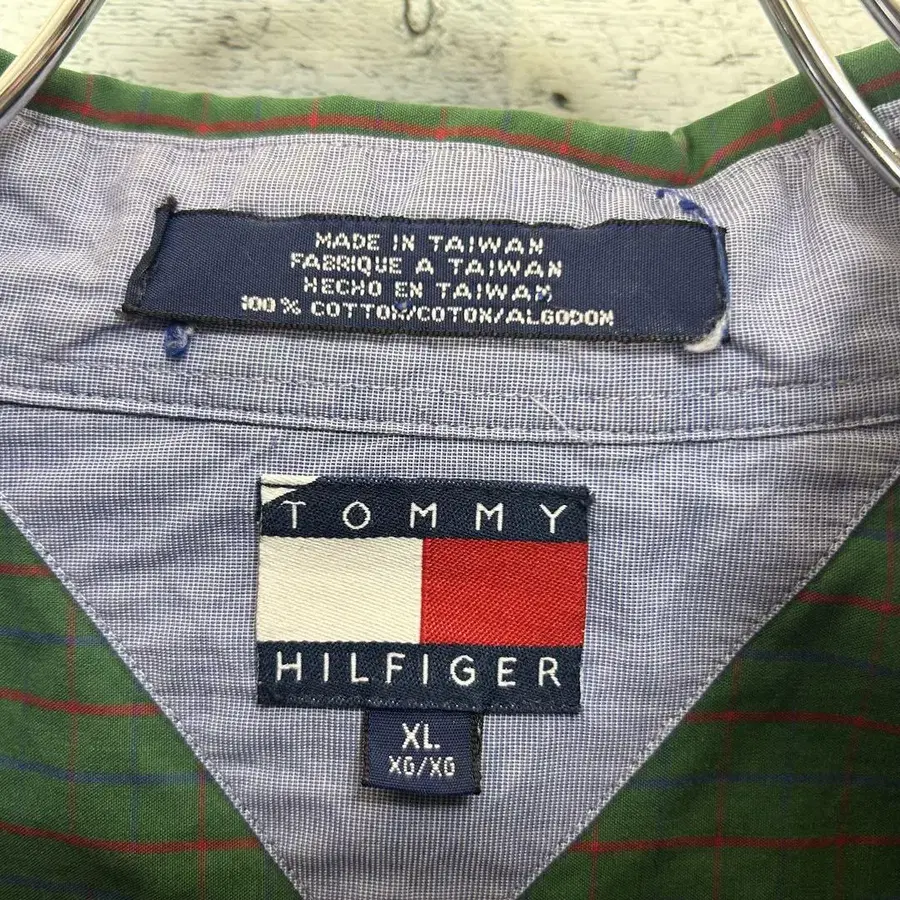 MADE IN TAIWAN
FABRIQUE A TAIWAN
HECHO EN TAIWAN
100% COTTON/COTON/ALGODON
TOMMY
HILFIGER
XL
XG/XG